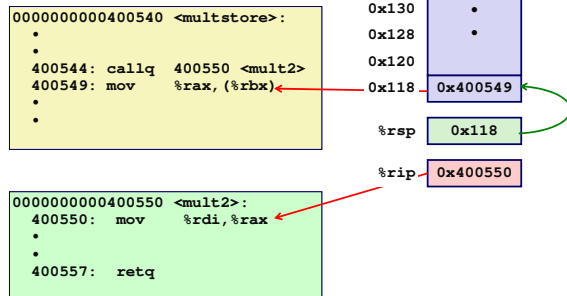 0000000000400540 <multstore>:
•
•
400544: callq 400550 <mult2>
400549: mov %rax,(%rbx)
•
•
0x130 •
0x128 •
0x120
0x118 0x400549
%rsp 0x118
%rip 0x400550
0000000000400550 <mult2>:
400550: mov %rdi,%rax
•
•
400557: retq